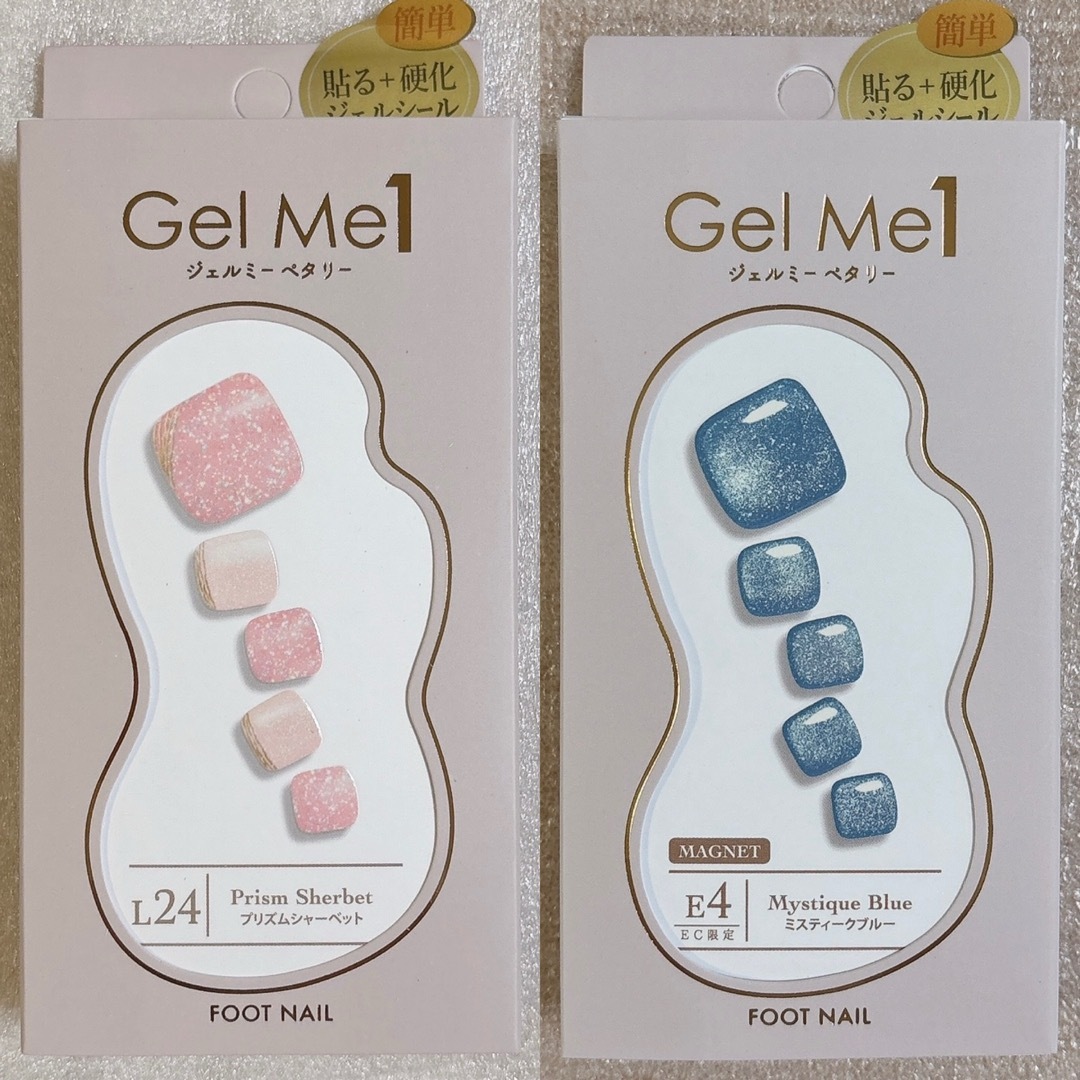 簡単
貼る+硬化
ジェルシール
Gel Me1
ジェルミー ペタリー
L24
Prism Sherbet
プリズムシャーベット
FOOT NAIL
簡単
貼る+硬化
ジェルシール
Gel Me1
ジェルミー ペタリー
MAGNET
E4
EC限定
Mystique Blue
ミスティークブルー
FOOT NAIL